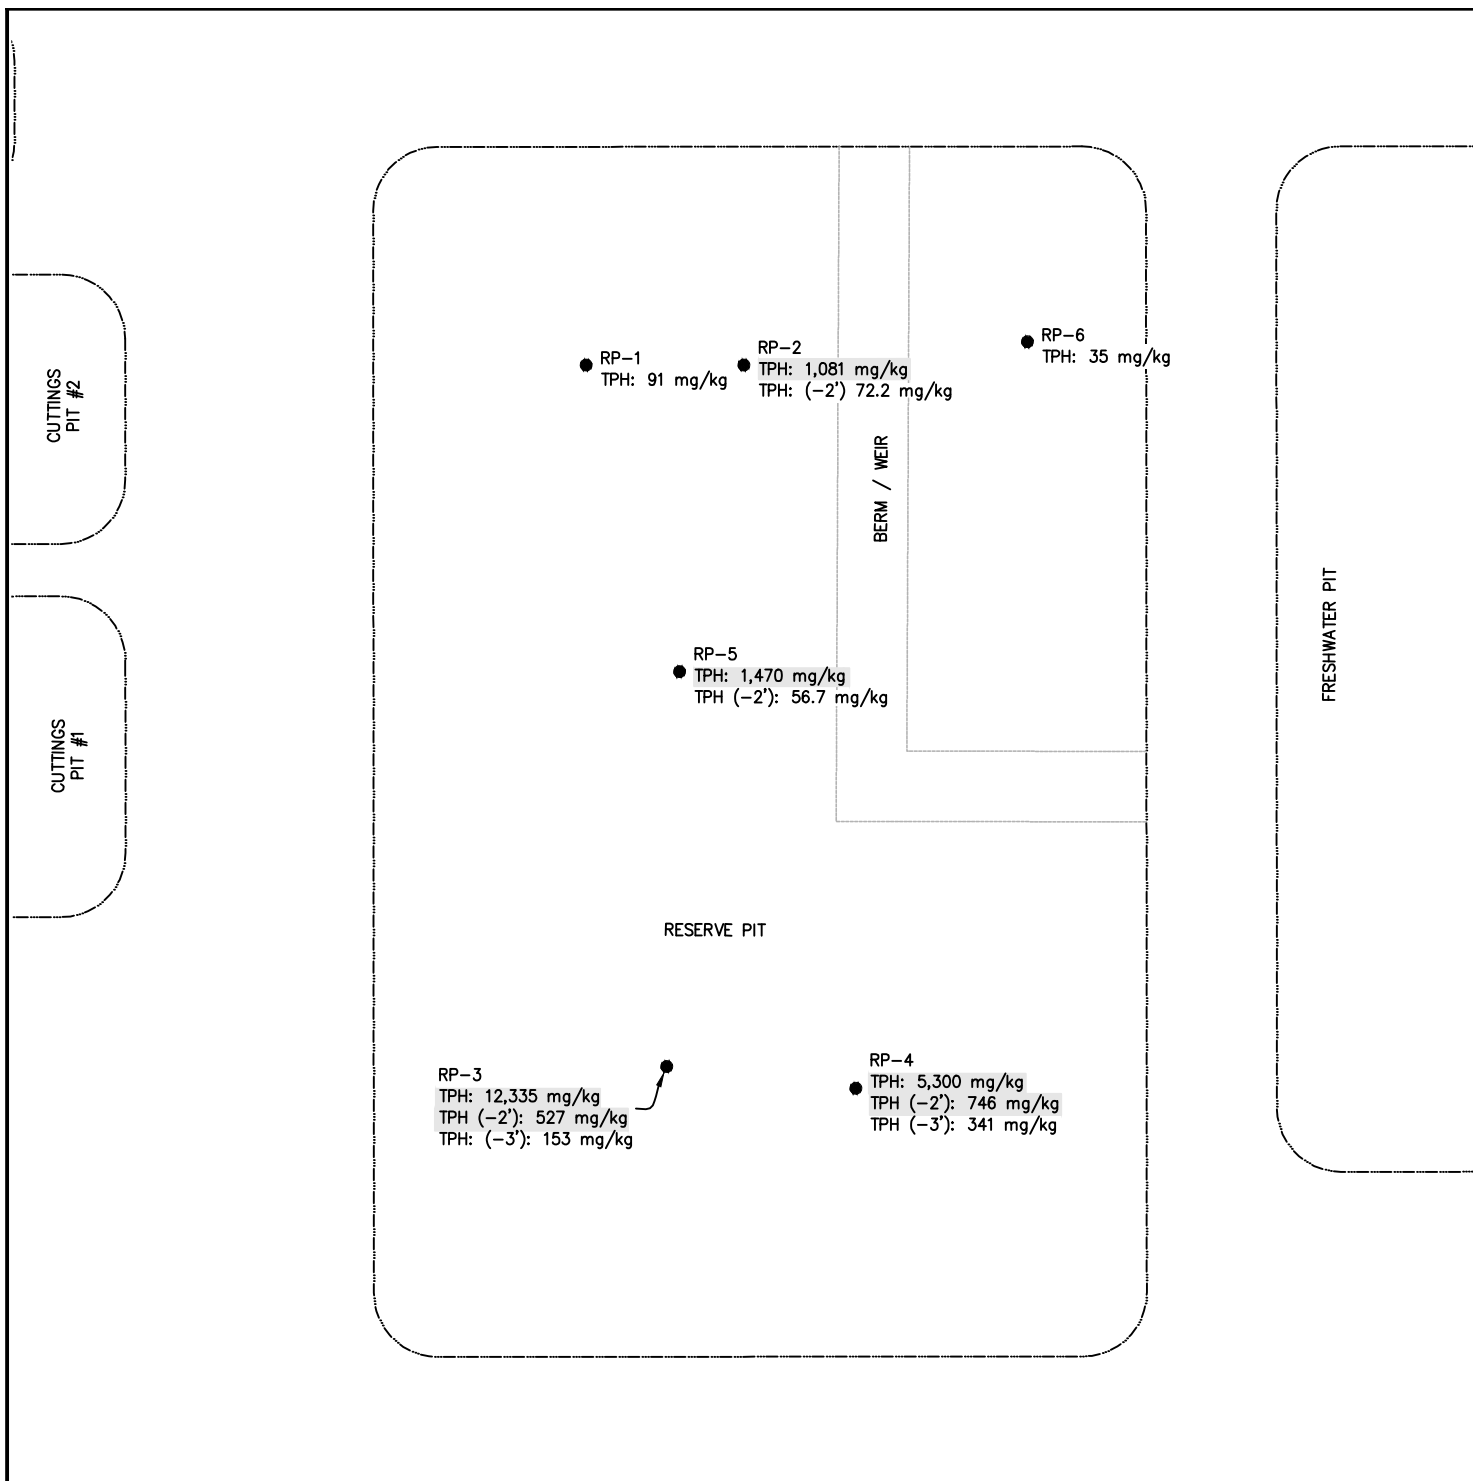 CUTTINGS
PIT #2
RP-1
TPH: 91 mg/kg
RP-2
TPH: 1,081 mg/kg
TPH: (-2') 72.2 mg/kg
RP-6
TPH: 35 mg/kg
BERM / WEIR
FRESHWATER PIT
RP-5
TPH: 1,470 mg/kg
TPH (-2'): 56.7 mg/kg
CUTTINGS
PIT #1
RESERVE PIT
RP-3
TPH: 12,335 mg/kg
TPH (-2'): 527 mg/kg
TPH: (-3'): 153 mg/kg
RP-4
TPH: 5,300 mg/kg
TPH (-2'): 746 mg/kg
TPH (-3'): 341 mg/kg